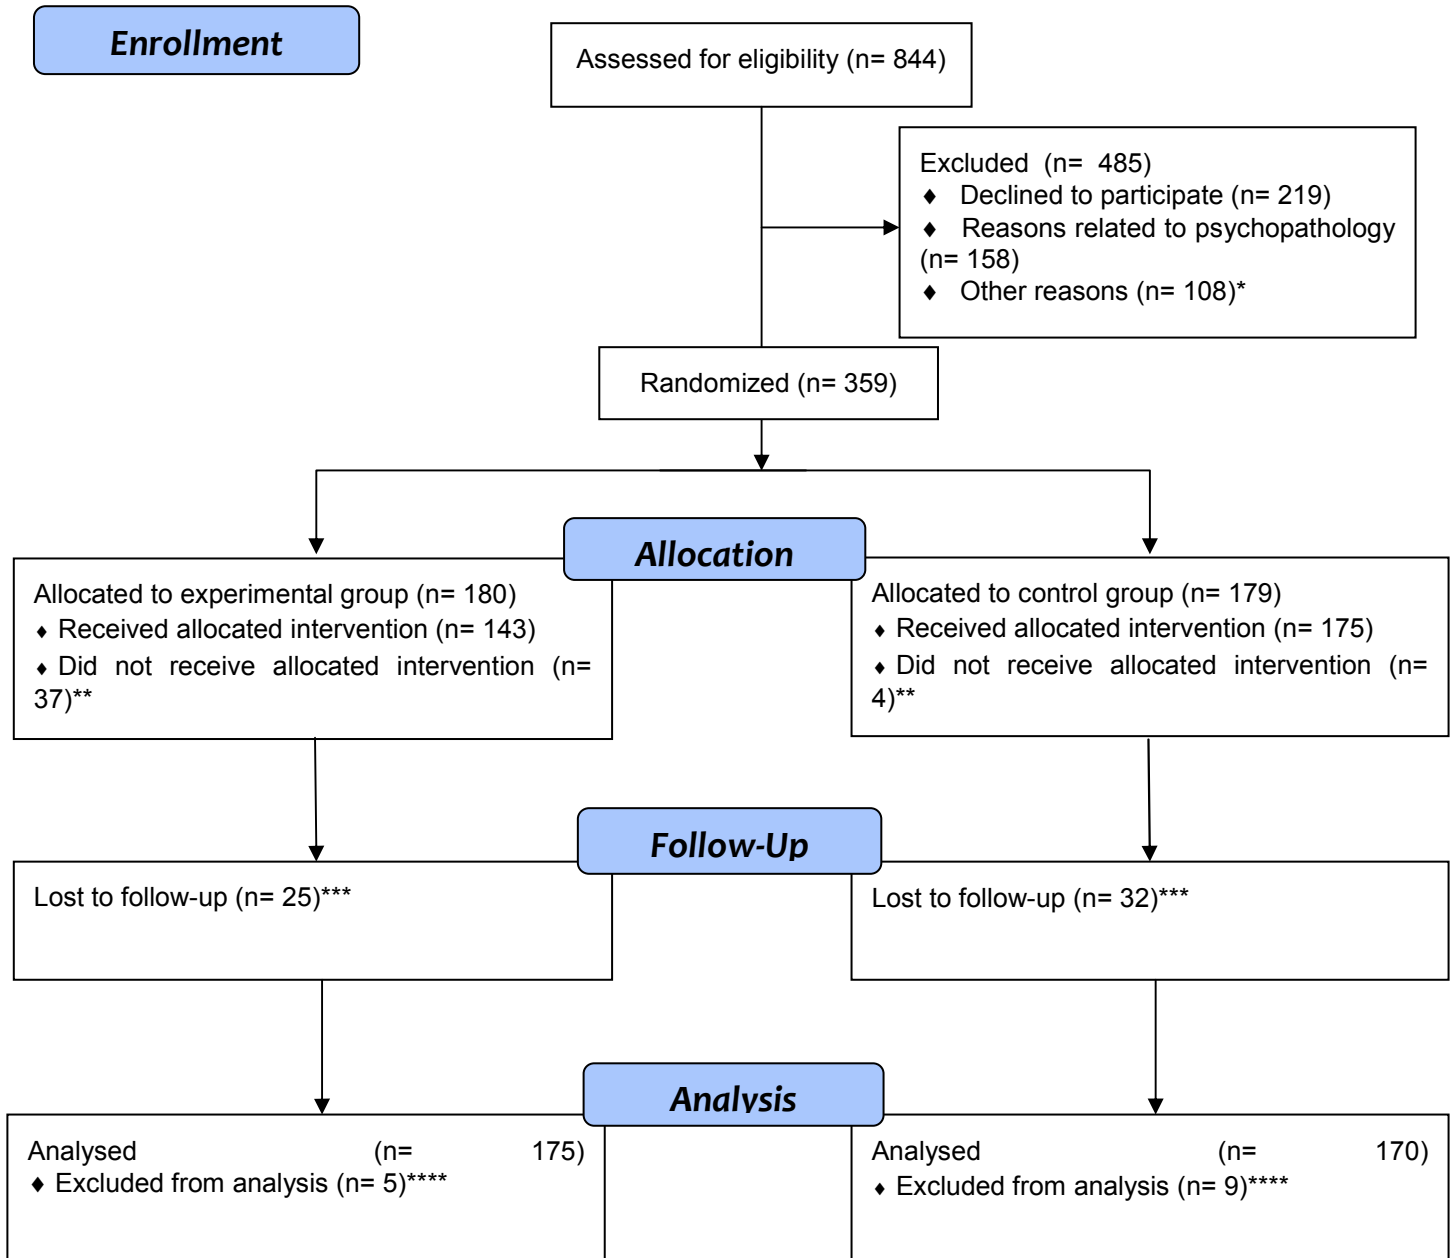 Enrollment
Assessed for eligibility (n= 844)
Excluded (n= 485)
♦ Declined to participate (n= 219)
♦ Reasons related to psychopathology
(n= 158)
♦ Other reasons (n= 108)*
Randomized (n= 359)
Allocation
Allocated to experimental group (n= 180)
♦ Received allocated intervention (n= 143)
♦ Did not receive allocated intervention (n=
37)**
Allocated to control group (n= 179)
♦ Received allocated intervention (n= 175)
♦ Did not receive allocated intervention (n=
4)**
Follow-Up
Lost to follow-up (n= 25)***
Lost to follow-up (n= 32)***
Analysis
Analysed (n= 175)
♦ Excluded from analysis (n= 5)****
Analysed (n= 170)
♦ Excluded from analysis (n= 9)****